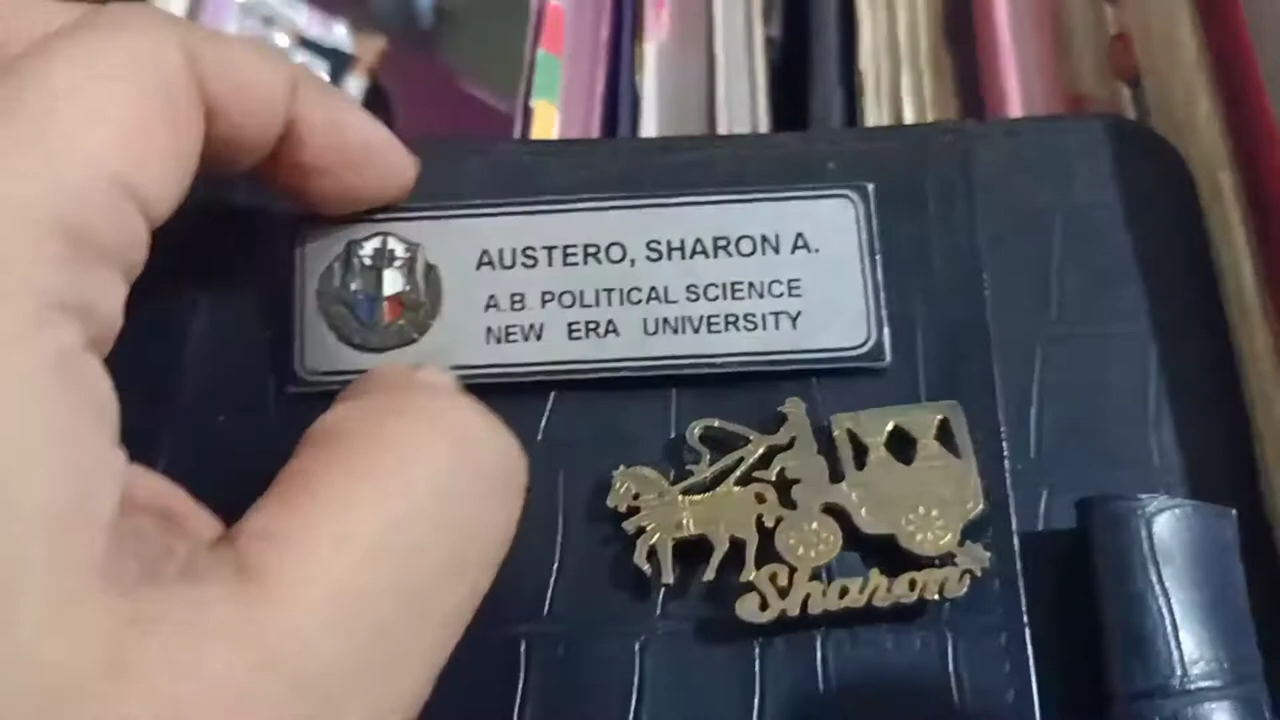 AUSTERO, SHARON A.
A.B. POLITICAL SCIENCE
NEW ERA UNIVERSITY
Sharon